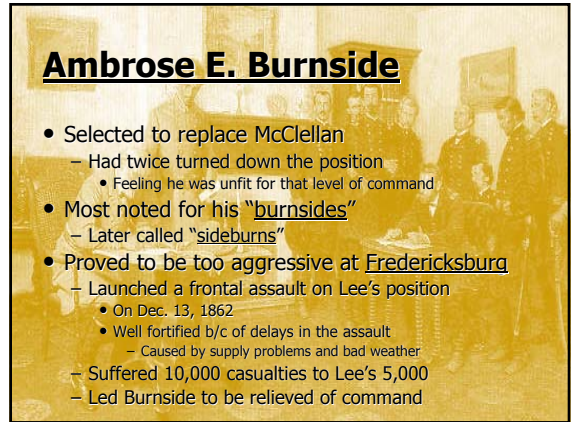 Ambrose E. Burnside
• Selected to replace McClellan
– Had twice turned down the position
• Feeling he was unfit for that level of command
• Most noted for his “burnsides”
– Later called “sideburns”
• Proved to be too aggressive at Fredericksburg
– Launched a frontal assault on Lee’s position
• On Dec. 13, 1862
• Well fortified b/c of delays in the assault
– Caused by supply problems and bad weather
– Suffered 10,000 casualties to Lee’s 5,000
– Led Burnside to be relieved of command